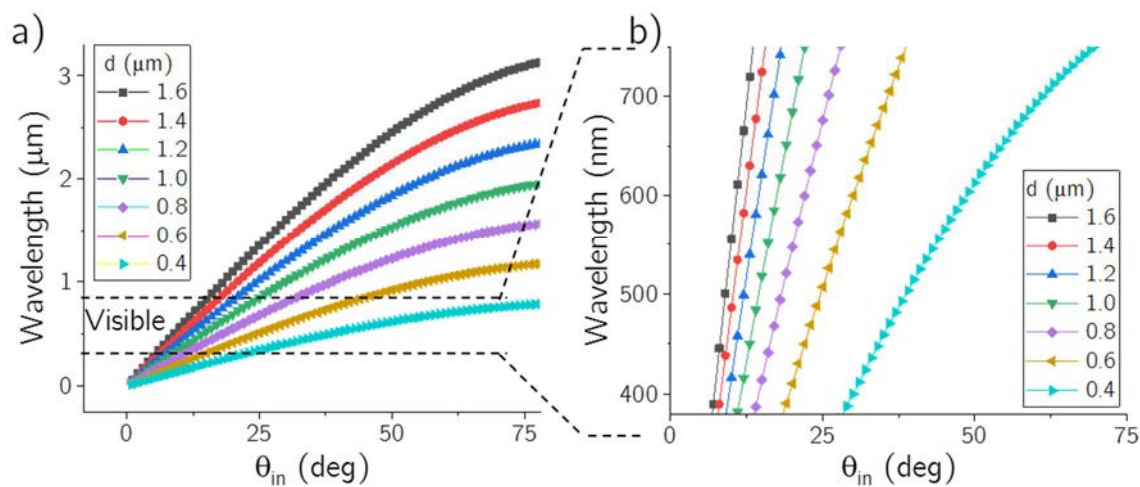 a)
d (μm)
1.6
1.4
1.2
1.0
0.8
0.6
0.4
Wavelength (μm)
3
2
1
0
Visible
0 25 50 75
θin (deg)
b)
Wavelength (nm)
700
600
500
400
d (μm)
1.6
1.4
1.2
1.0
0.8
0.6
0.4
0 25 50 75
θin (deg)